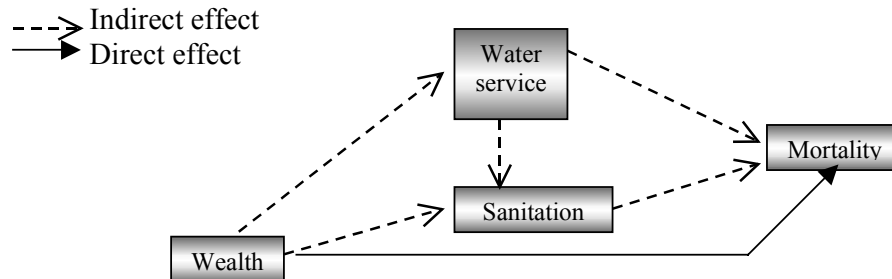 Indirect effect
Direct effect
Water
service
Mortality
Sanitation
Wealth